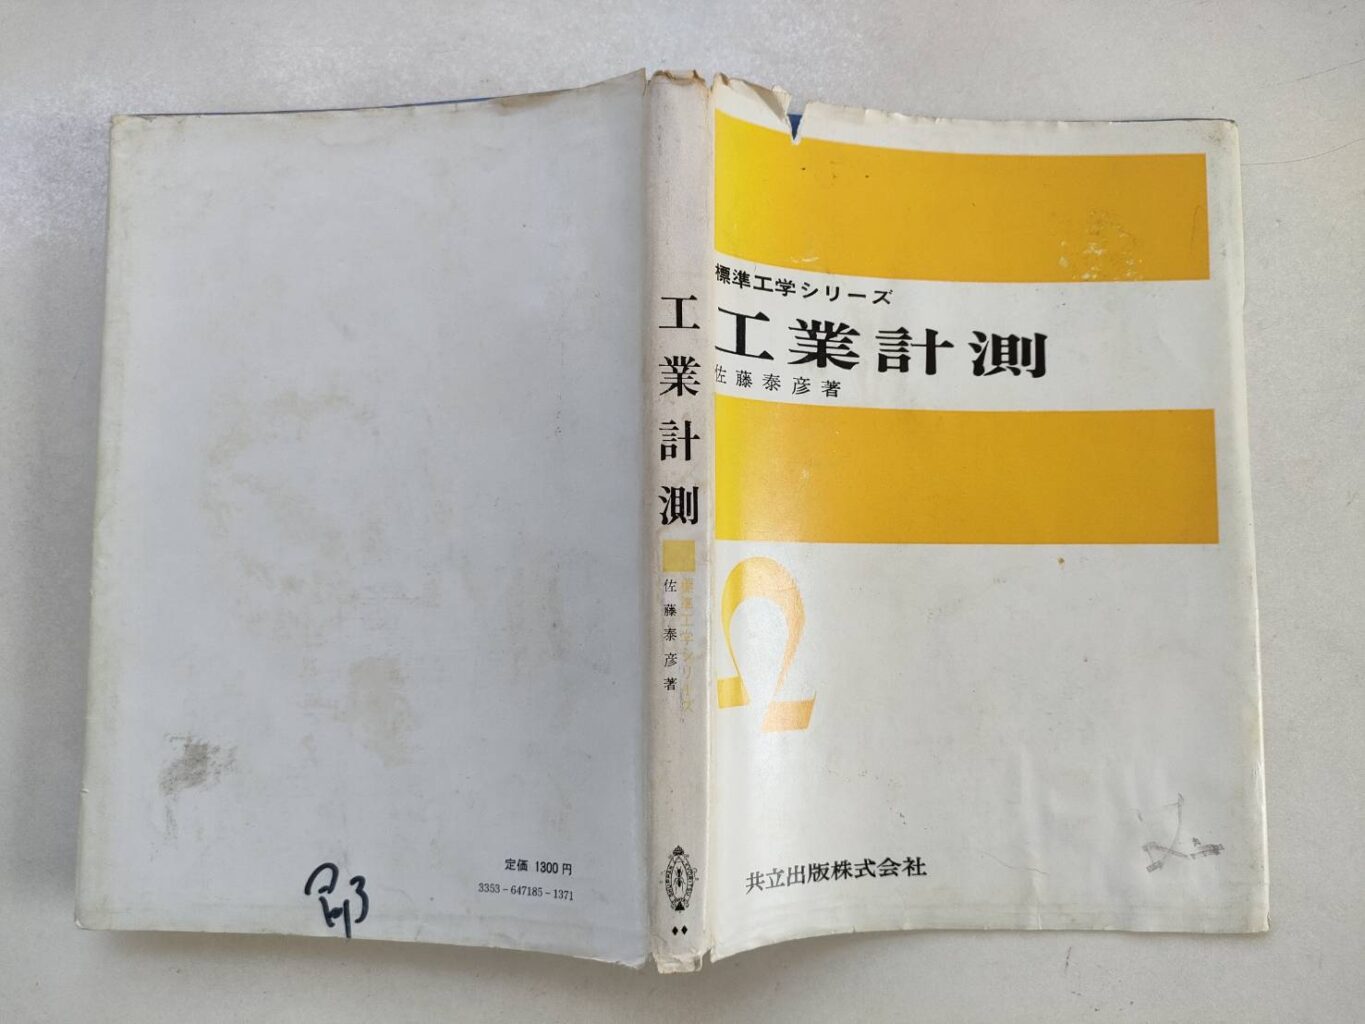 標準工学シリーズ
工業計測
佐藤泰彦著
共立出版株式会社
工業計測
標準工学シリーズ
佐藤泰彦著
定価 1300円
3353-647185-1371